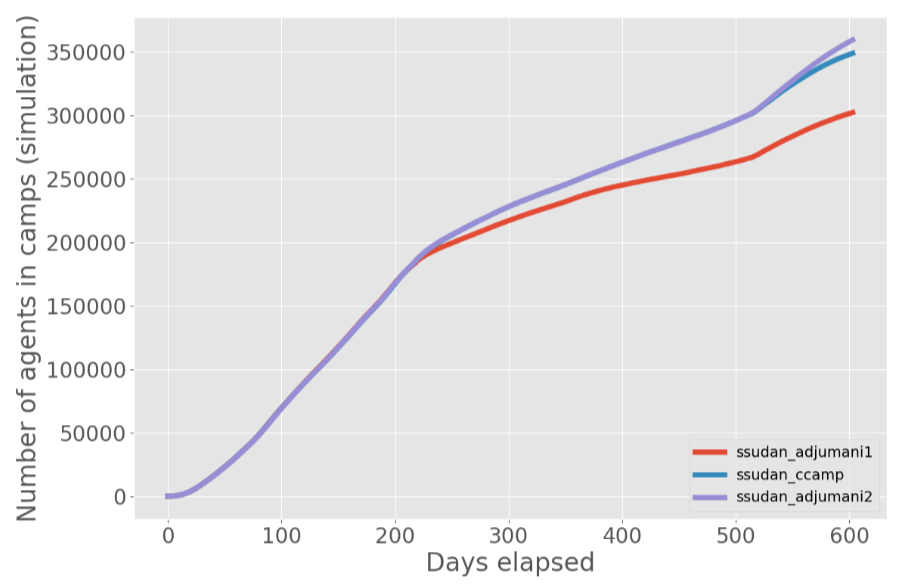 Number of agents in camps (simulation)
350000
300000
250000
200000
150000
100000
50000
0
0 100 200 300 400 500 600
Days elapsed
ssudan_adjumani1
ssudan_ccamp
ssudan_adjumani2